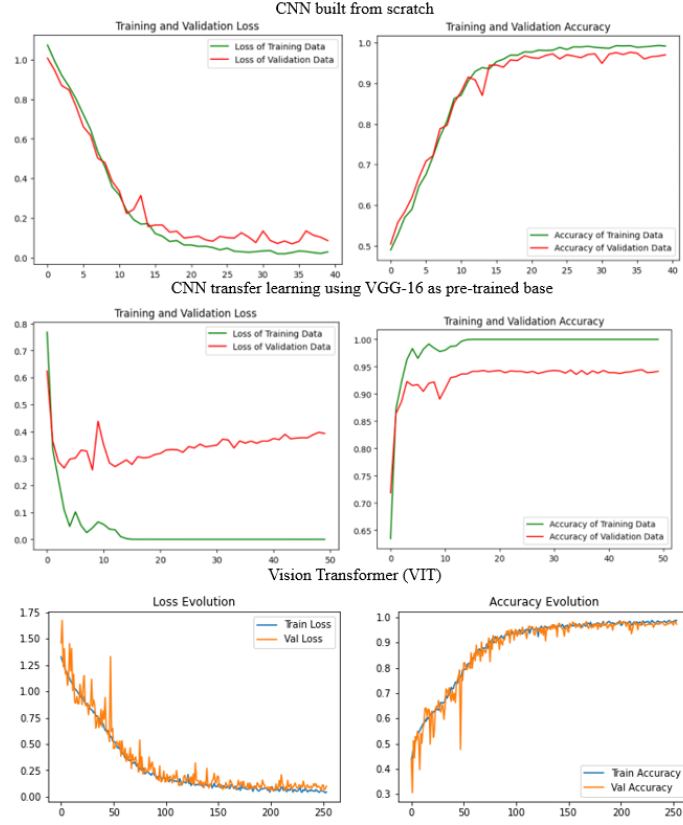 CNN built from scratch
Training and Validation Loss
Training and Validation Accuracy
Loss of Training Data
Loss of Validation Data
1.0
0.8
0.6
0.4
0.2
0.0
0 5 10 15 20 25 30 35 40
1.0
0.9
0.8
0.7
0.6
0.5
Accuracy of Training Data
Accuracy of Validation Data
0 5 10 15 20 25 30 35 40
CNN transfer learning using VGG-16 as pre-trained base
Training and Validation Loss
Training and Validation Accuracy
Loss of Training Data
Loss of Validation Data
0.8
0.7
0.6
0.5
0.4
0.3
0.2
0.1
0.0
0 10 20 30 40 50
1.00
0.95
0.90
0.85
0.80
0.75
0.70
0.65
Accuracy of Training Data
Accuracy of Validation Data
0 10 20 30 40 50
Vision Transformer (VIT)
Loss Evolution
Accuracy Evolution
Train Loss
Val Loss
1.75
1.50
1.25
1.00
0.75
0.50
0.25
0.00
0 50 100 150 200 250
1.0
0.9
0.8
0.7
0.6
0.5
0.4
0.3
Train Accuracy
Val Accuracy
0 50 100 150 200 250